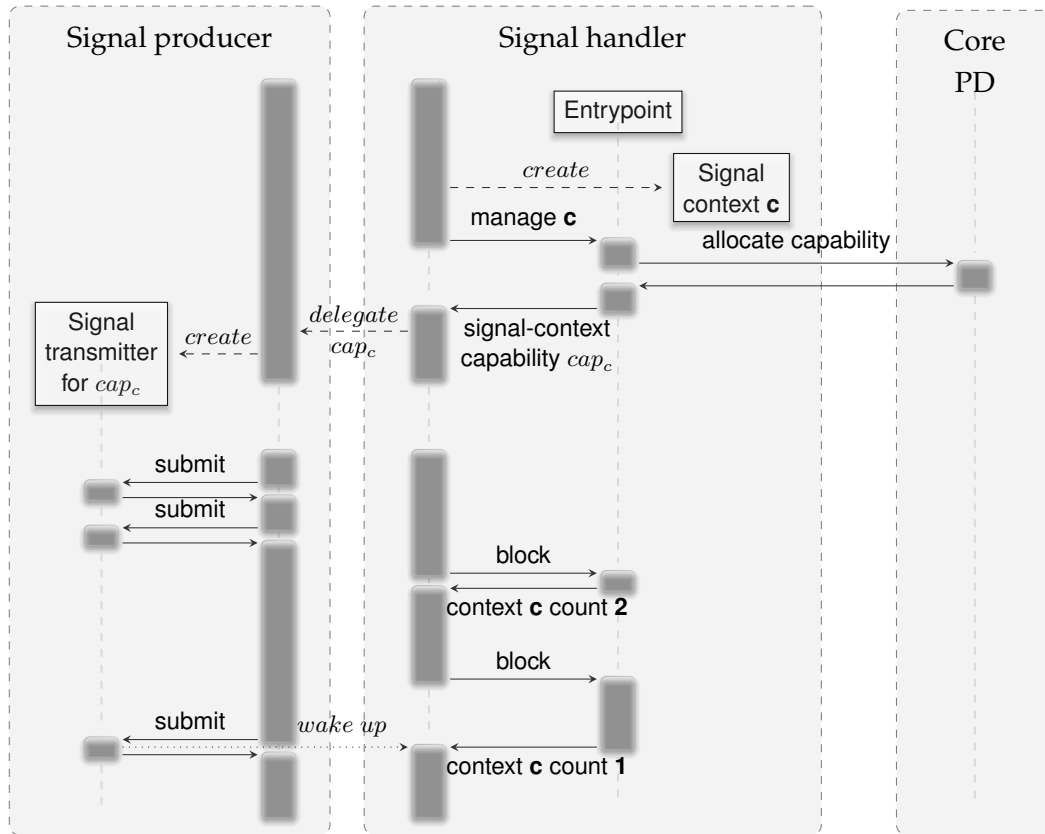 Signal producer
Signal handler
Core
PD
Entrypoint
create
Signal
context c
manage c
allocate capability
Signal
transmitter
for cap_c
create
delegate
cap_c
signal-context
capability cap_c
submit
submit
block
context c count 2
block
submit
wake up
context c count 1